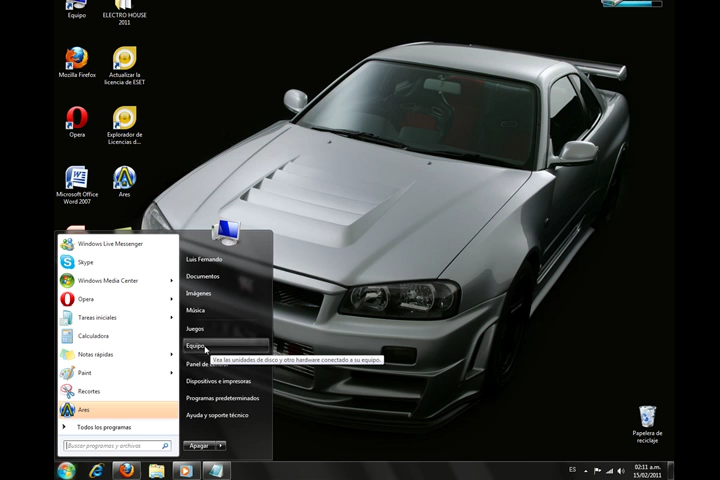 Equipo
ELECTRO HOUSE
2011
Mozilla Firefox
Actualizar la
licencia de ESET
Opera
Explorador de
Licencias d...
Microsoft Office
Word 2007
Ares
Windows Live Messenger
Skype
Windows Media Center
Opera
Tareas iniciales
Calculadora
Notas rápidas
Paint
Recortes
Ares
Todos los programas
Buscar programas y archivos
Luis Fernando
Documentos
Imágenes
Música
Juegos
Equipo
Vea las unidades de disco y otro hardware conectado a su equipo.
Panel de
Dispositivos e impresoras
Programas predeterminados
Ayuda y soporte técnico
Apagar
Papelera de
reciclaje
ES
02:11 a.m.
15/02/2011